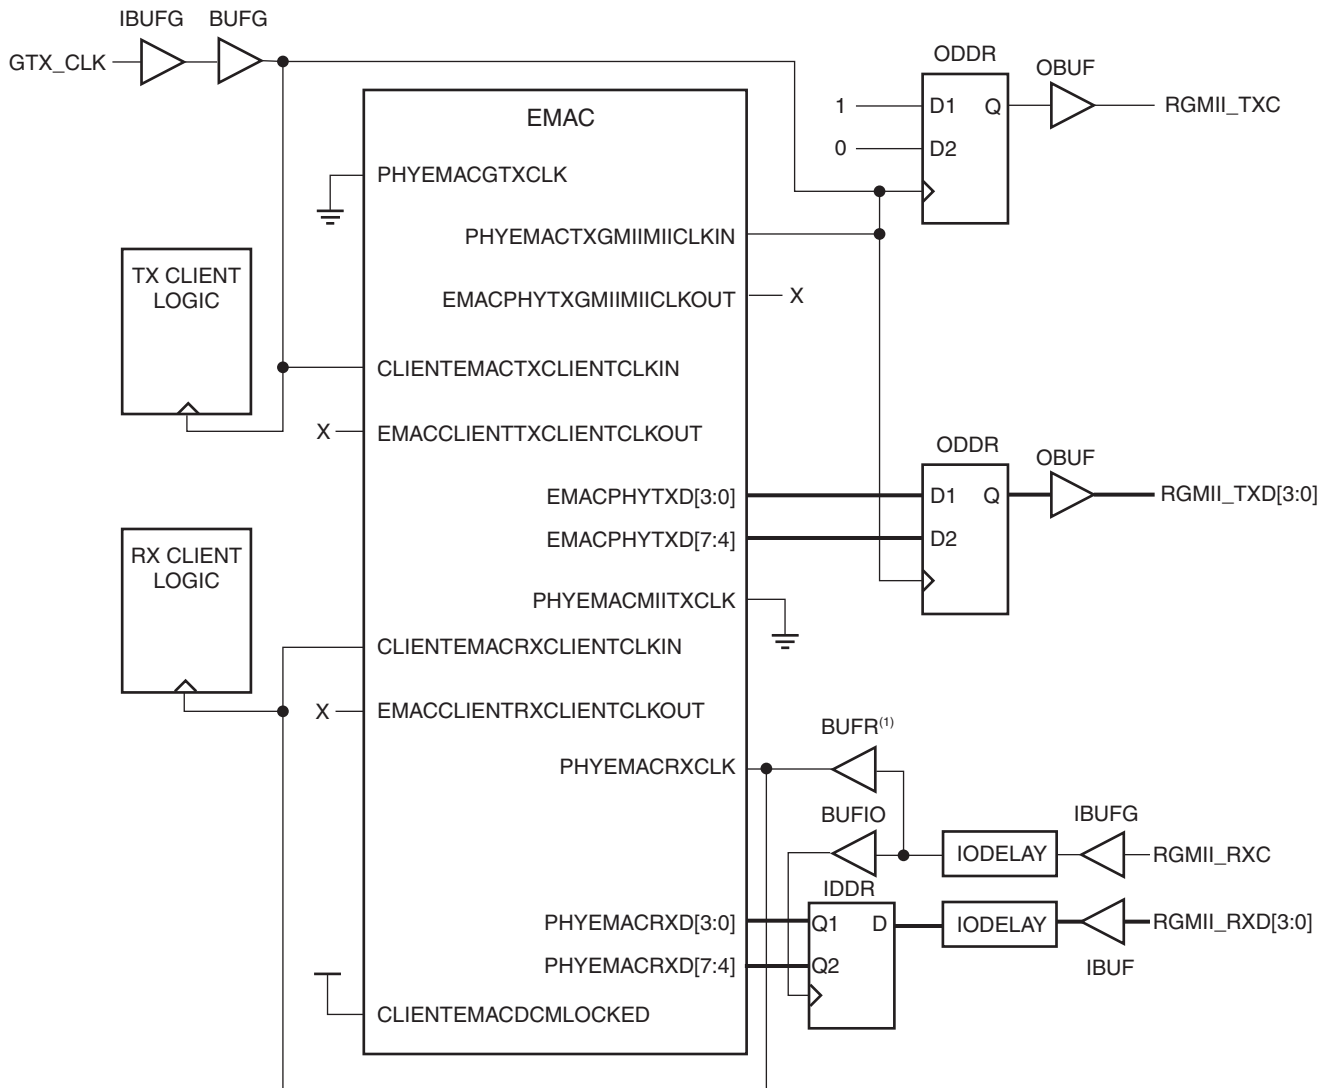 IBUFG
BUFG
GTX_CLK
ODDR
OBUF
1
D1
Q
RGMII_TXC
0
D2
EMAC
PHYEMACGTXCLK
PHYEMACTXGMIIMIICLKIN
EMACPHYTXGMIIMIICLKOUT
X
TX CLIENT
LOGIC
CLIENTEMACTXCLIENTCLKIN
X
EMACCLIENTTXCLIENTCLKOUT
ODDR
OBUF
EMACPHYTXD[3:0]
D1
Q
RGMII_TXD[3:0]
EMACPHYTXD[7:4]
D2
RX CLIENT
LOGIC
PHYEMACMIITXCLK
CLIENTEMACRXCLIENTCLKIN
X
EMACCLIENTRXCLIENTCLKOUT
BUFR(1)
PHYEMACRXCLK
BUFIO
IBUFG
IODELAY
RGMII_RXC
IDDR
PHYEMACRXD[3:0]
Q1
D
IODELAY
RGMII_RXD[3:0]
PHYEMACRXD[7:4]
Q2
IBUF
CLIENTEMACDCMLOCKED